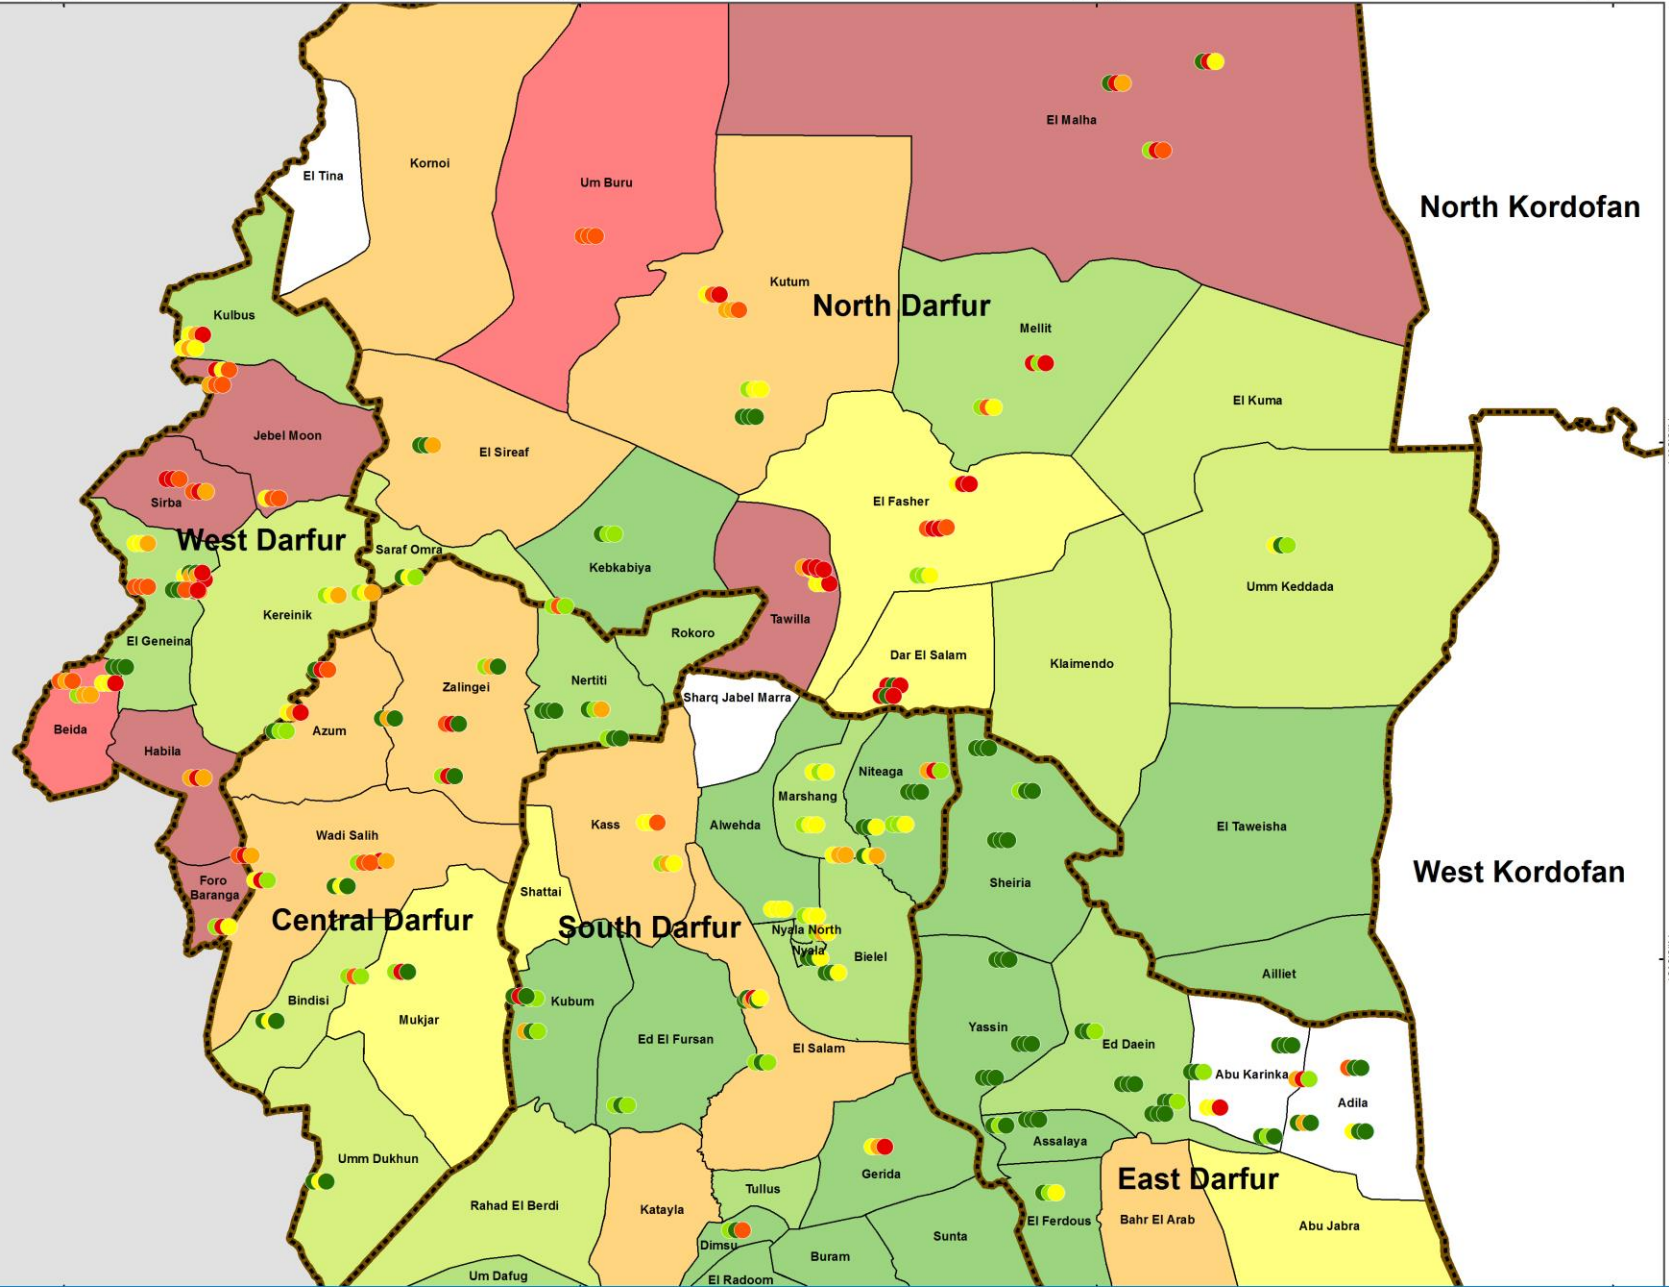 El Malha
Kornoi
El Tina
Um Buru
North Kordofan
Kutum
North Darfur
Kulbus
Mellit
El Kuma
Jebel Moon
El Sireaf
Sirba
El Fasher
West Darfur
Saraf Omra
Kebkabiya
Umm Keddada
Kereinik
Tawilla
Rokoro
El Geneina
Dar El Salam
Klaimendo
Nertiti
Zalingei
Sharq Jabel Marra
Beida
Azum
Habila
Niteaga
Marshang
Kass
Alwehda
El Taweisha
Wadi Salih
West Kordofan
Foro
Baranga
Sheiria
Shattai
Central Darfur
South Darfur
Nyala North
Nyala
Bielel
Ailliet
Bindisi
Kubum
Mukjar
Yassin
Ed El Fursan
El Salam
Ed Daein
Abu Karinka
Adila
Assalaya
Umm Dukhun
Gerida
East Darfur
Tullus
Rahad El Berdi
Katayla
El Ferdous
Bahr El Arab
Abu Jabra
Sunta
Dimsu
Buram
Um Dafug
El Radoom